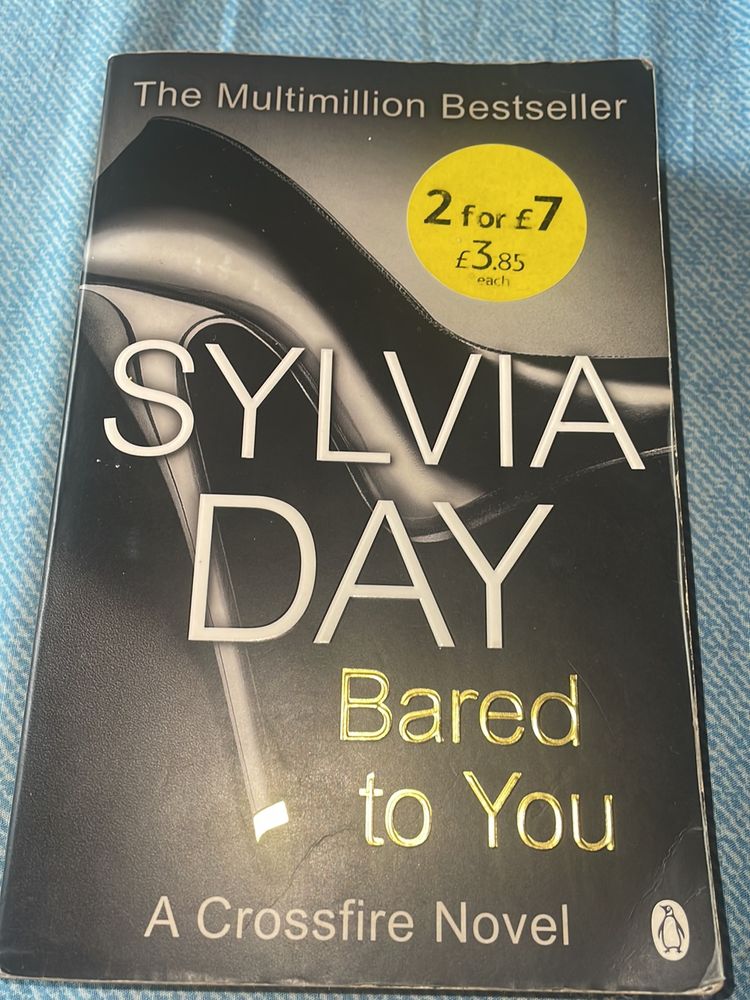 The Multimillion Bestseller
2 for £7
£3.85
each
SYLVIA
DAY
Bared
to You
A Crossfire Novel